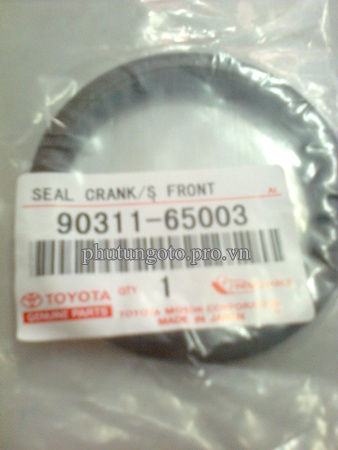 SEAL CRANK/S FRONT
AI
90311-65003
phutungoto.pro.vn
TOYOTA
GENUINE PARTS
QTY
1
TOYOTA MOTOR CORPORATION
MADE IN JAPAN